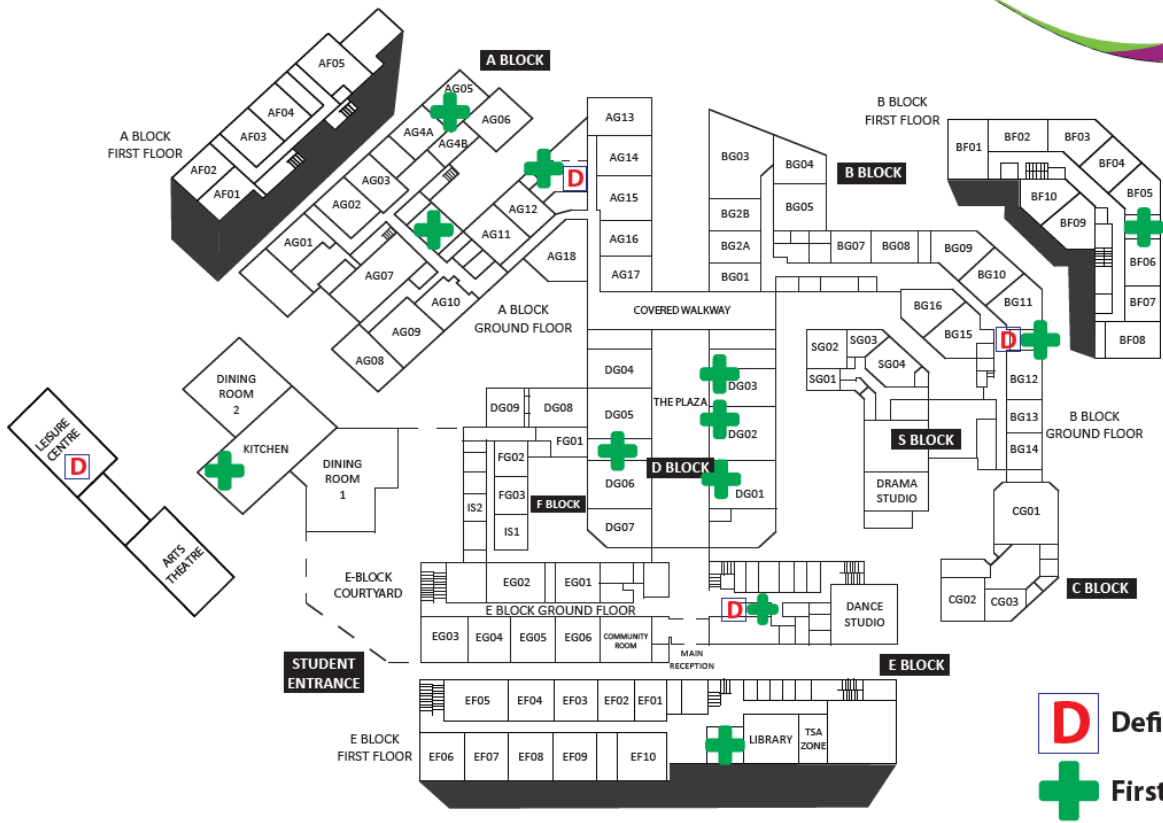 A BLOCK
AF05
AF04
AF03
AF02
AF01
A BLOCK
FIRST FLOOR
AG05
AG06
AG4A
AG4B
AG03
AG02
AG01
AG12
AG11
AG07
AG10
AG09
AG08
AG18
A BLOCK
GROUND FLOOR
D
AG13
AG14
AG15
AG16
AG17
BG03
BG04
BG05
BG2B
BG2A
BG01
B BLOCK
BG07
BG08
BG09
BG10
BG11
BG16
BG15
D
BG12
BG13
BG14
B BLOCK
GROUND FLOOR
B BLOCK
FIRST FLOOR
BF01
BF02
BF03
BF04
BF05
BF10
BF09
BF06
BF07
BF08
COVERED WALKWAY
SG02
SG03
SG04
SG01
S BLOCK
DRAMA
STUDIO
DG04
DG05
DG06
DG07
THE PLAZA
DG03
DG02
DG01
D BLOCK
DG09
DG08
FG01
FG02
FG03
IS1
IS2
F BLOCK
DINING
ROOM
2
KITCHEN
DINING
ROOM
1
LEISURE
CENTRE
D
ARTS
THEATRE
CG01
CG02
CG03
C BLOCK
E-BLOCK
COURTYARD
EG02
EG01
E BLOCK GROUND FLOOR
EG03
EG04
EG05
EG06
COMMUNITY
ROOM
MAIN
RECEPTION
D
DANCE
STUDIO
STUDENT
ENTRANCE
E BLOCK
EF05
EF04
EF03
EF02
EF01
E BLOCK
FIRST FLOOR
EF06
EF07
EF08
EF09
EF10
LIBRARY
TSA
ZONE
D Defi
First